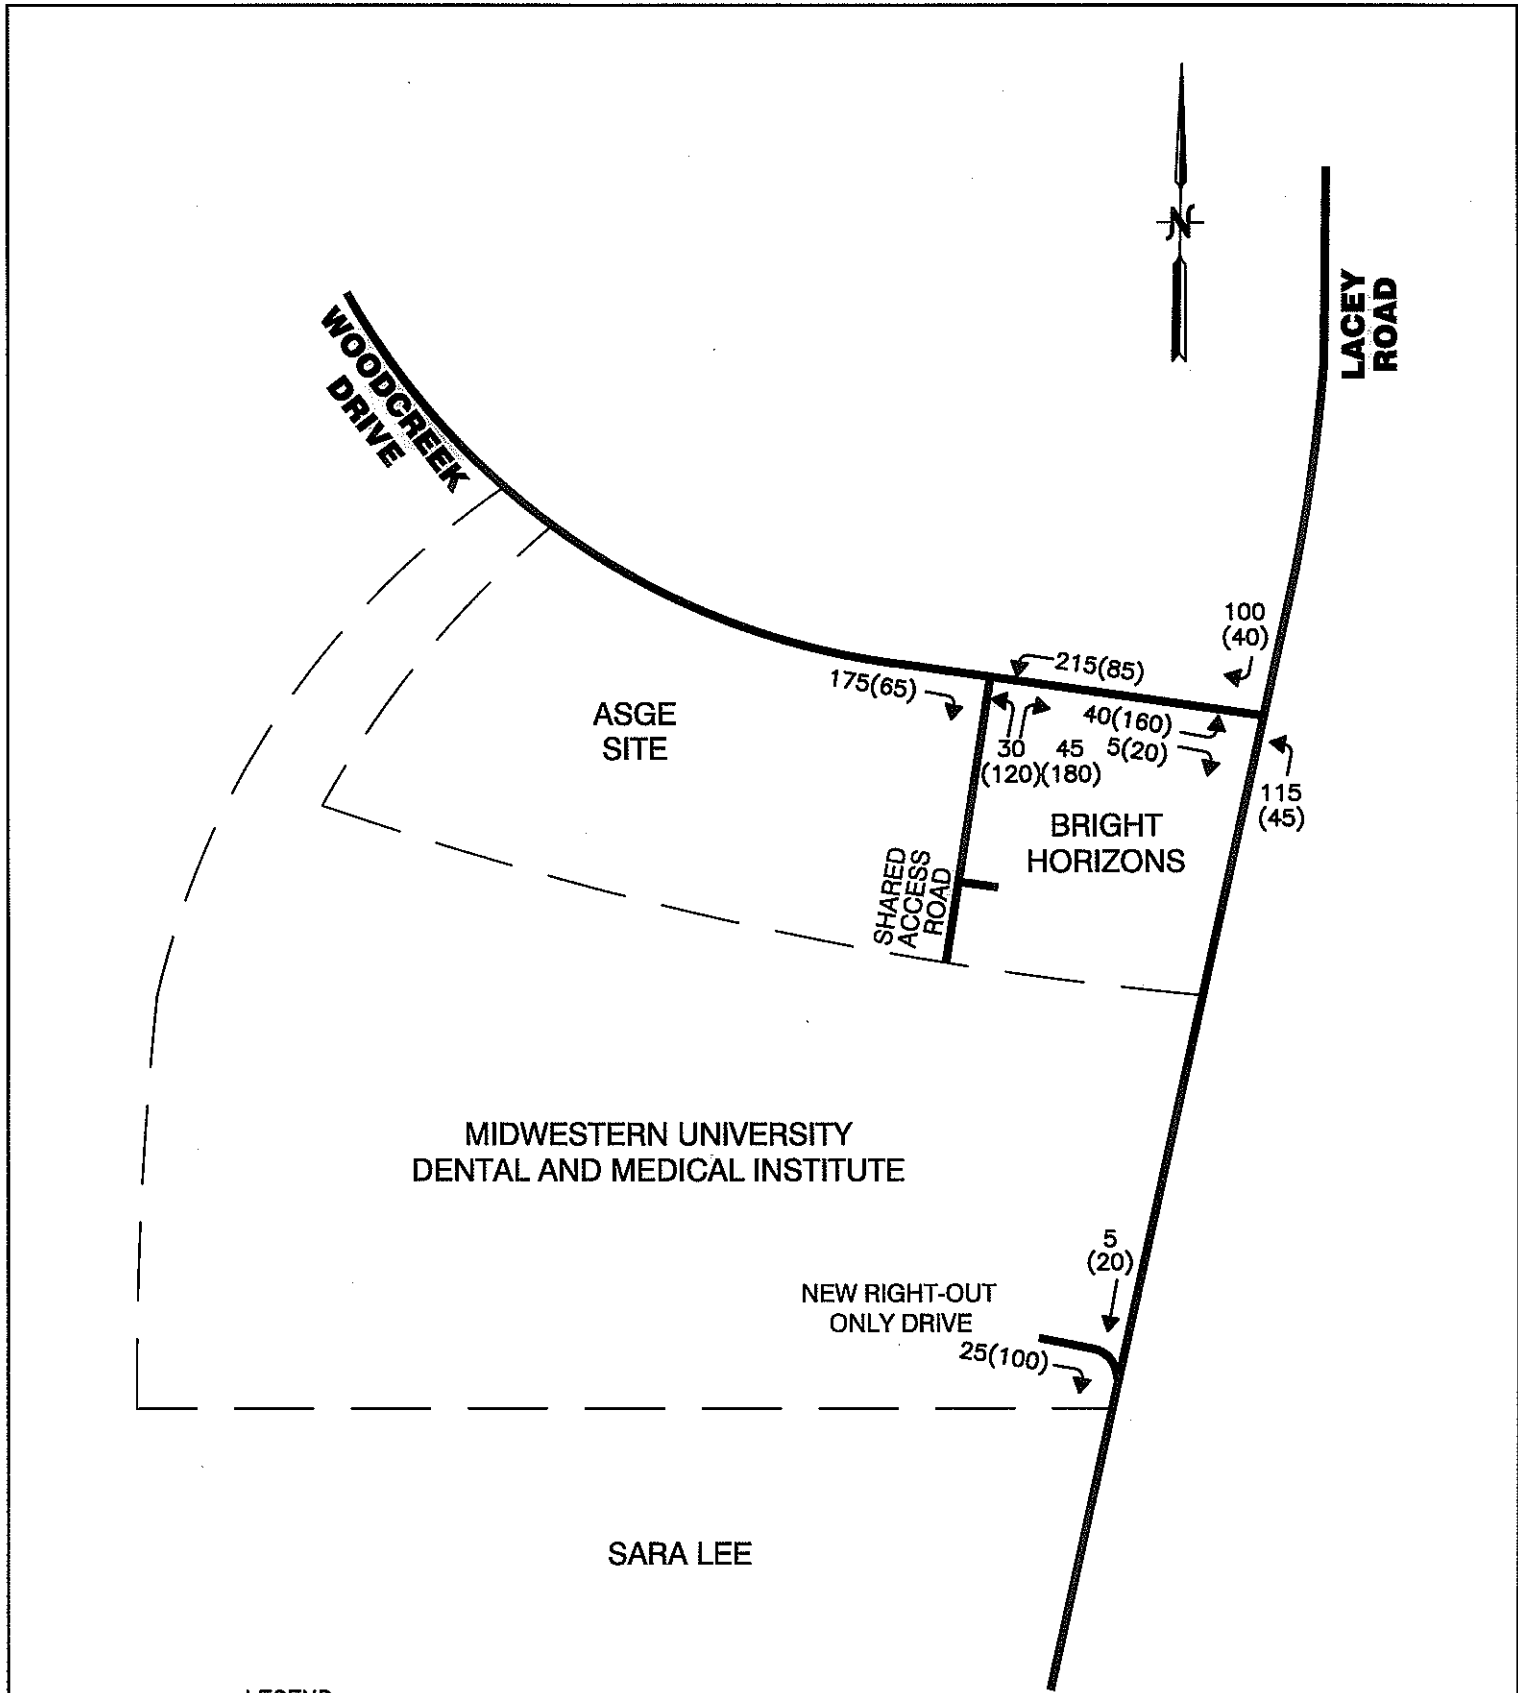 N
LACEY
ROAD
WOODCREEK
DRIVE
100
(40)
215(85)
175(65)
ASGE
SITE
40(160)
30
(120)
45
(180)
5(20)
115
(45)
BRIGHT
HORIZONS
SHARED
ACCESS
ROAD
MIDWESTERN UNIVERSITY
DENTAL AND MEDICAL INSTITUTE
5
(20)
NEW RIGHT-OUT
ONLY DRIVE
25(100)
SARA LEE